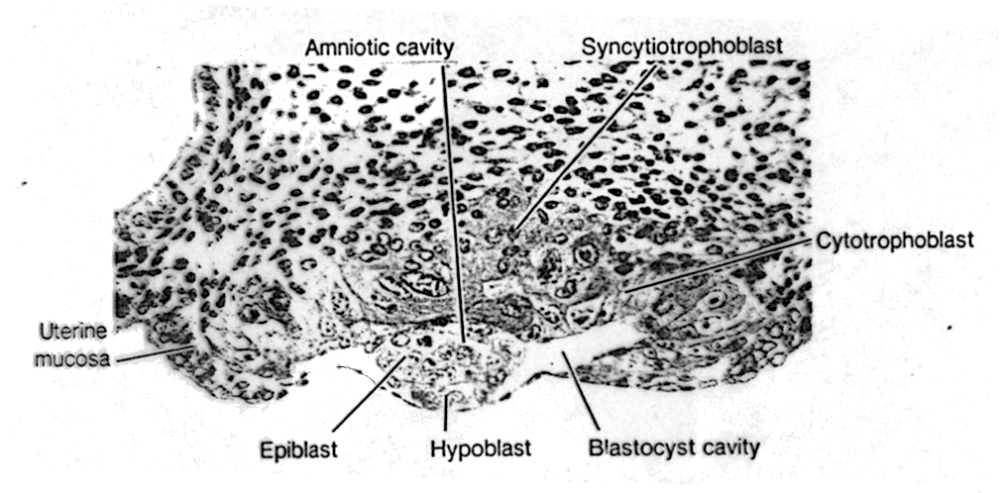 Amniotic cavity
Syncytiotrophoblast
Cytotrophoblast
Uterine
mucosa
Epiblast
Hypoblast
Blastocyst cavity